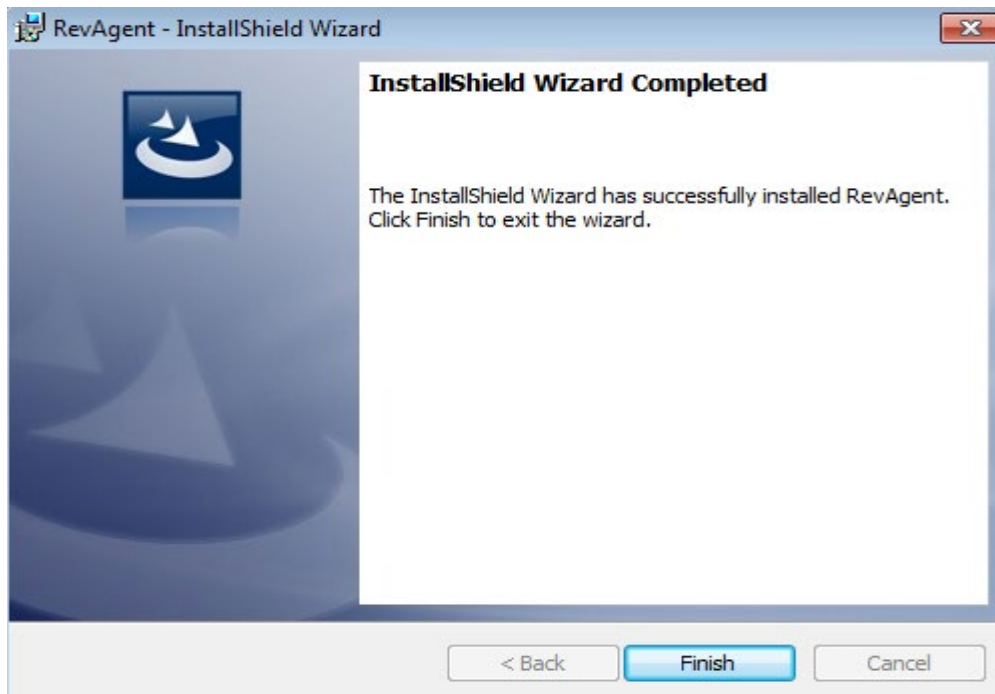 RevAgent - InstallShield Wizard
InstallShield Wizard Completed
The InstallShield Wizard has successfully installed RevAgent.
Click Finish to exit the wizard.
< Back
Finish
Cancel